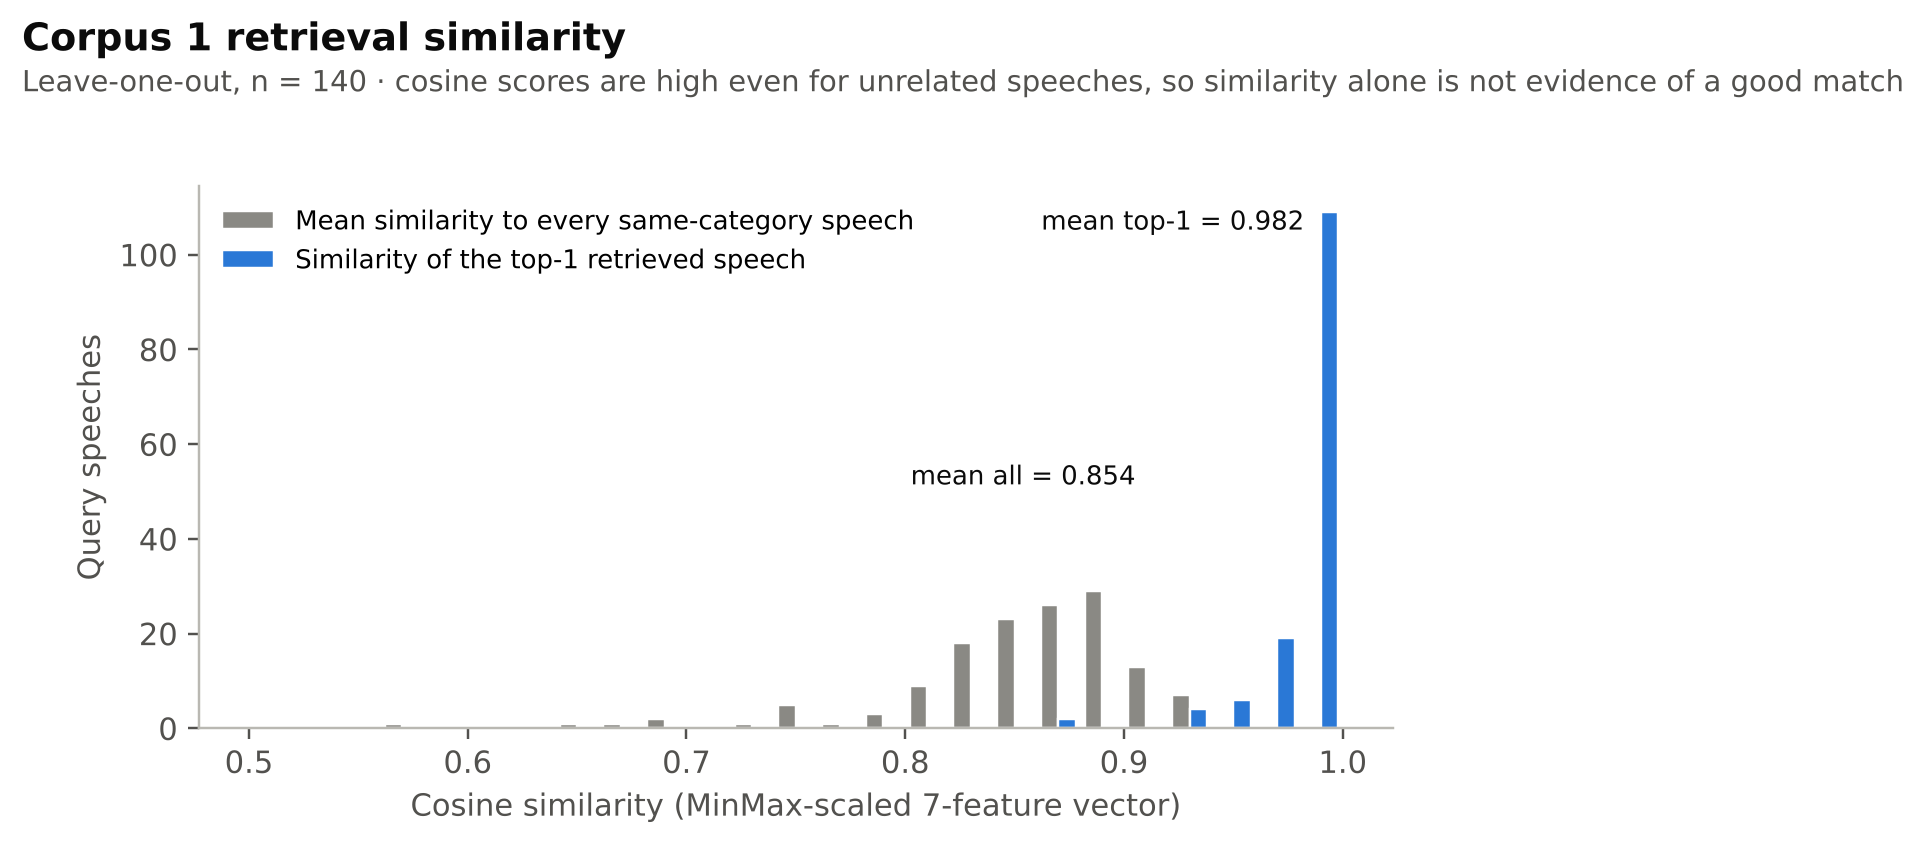 Corpus 1 retrieval similarity
Leave-one-out, n = 140 · cosine scores are high even for unrelated speeches, so similarity alone is not evidence of a good match
Mean similarity to every same-category speech
Similarity of the top-1 retrieved speech
mean top-1 = 0.982
mean all = 0.854
Query speeches
100
80
60
40
20
0
0.5 0.6 0.7 0.8 0.9 1.0
Cosine similarity (MinMax-scaled 7-feature vector)